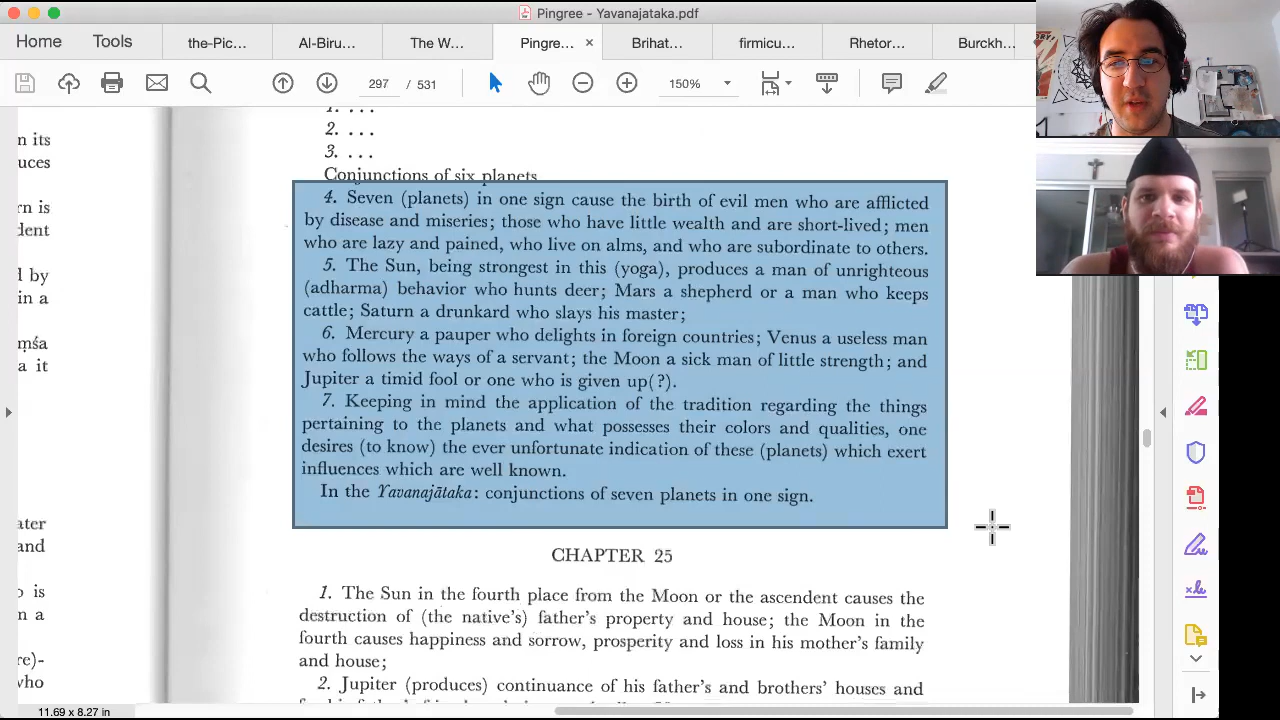 Pingree - Yavanajataka.pdf
Home Tools the-Pic... Al-Biru... The W... Pingree... × Brihat... firmicu... Rhetor... Burckh
297 / 531 150%
2. . . .
3. . . .
Conjunctions of six planets
4. Seven (planets) in one sign cause the birth of evil men who are afflicted
by disease and miseries; those who have little wealth and are short-lived; men
who are lazy and pained, who live on alms, and who are subordinate to others.
5. The Sun, being strongest in this (yoga), produces a man of unrighteous
(adharma) behavior who hunts deer; Mars a shepherd or a man who keeps
cattle; Saturn a drunkard who slays his master;
6. Mercury a pauper who delights in foreign countries; Venus a useless man
who follows the ways of a servant; the Moon a sick man of little strength; and
Jupiter a timid fool or one who is given up(?).
7. Keeping in mind the application of the tradition regarding the things
pertaining to the planets and what possesses their colors and qualities, one
desires (to know) the ever unfortunate indication of these (planets) which exert
influences which are well known.
In the Yavanajātaka: conjunctions of seven planets in one sign.
CHAPTER 25
1. The Sun in the fourth place from the Moon or the ascendent causes the
destruction of (the native's) father's property and house; the Moon in the
fourth causes happiness and sorrow, prosperity and loss in his mother's family
and house;
2. Jupiter (produces) continuance of his father's and brothers' houses and
n its
uces
rn is
dent
l by
in a
ṃśa
a it
ater
and
is
n a
re)-
who
11.69 x 8.27 in